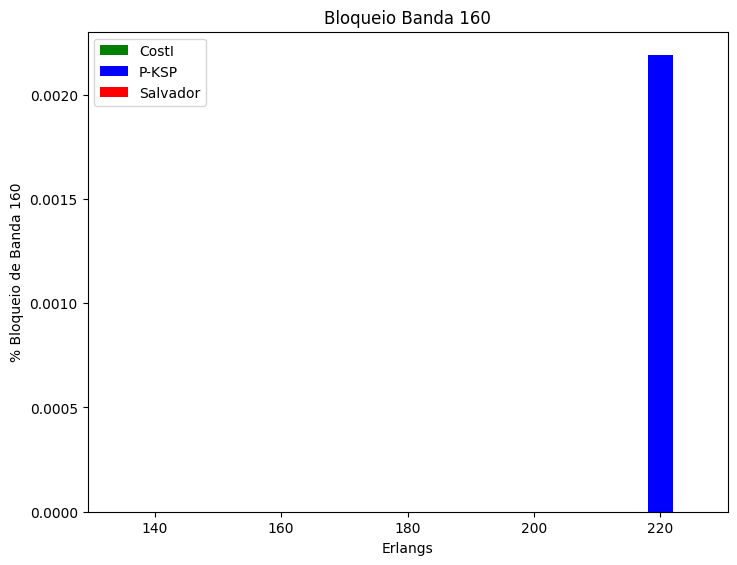 Bloqueio Banda 160
CostI
P-KSP
Salvador
% Bloqueio de Banda 160
0.0020
0.0015
0.0010
0.0005
0.0000
140 160 180 200 220
Erlangs